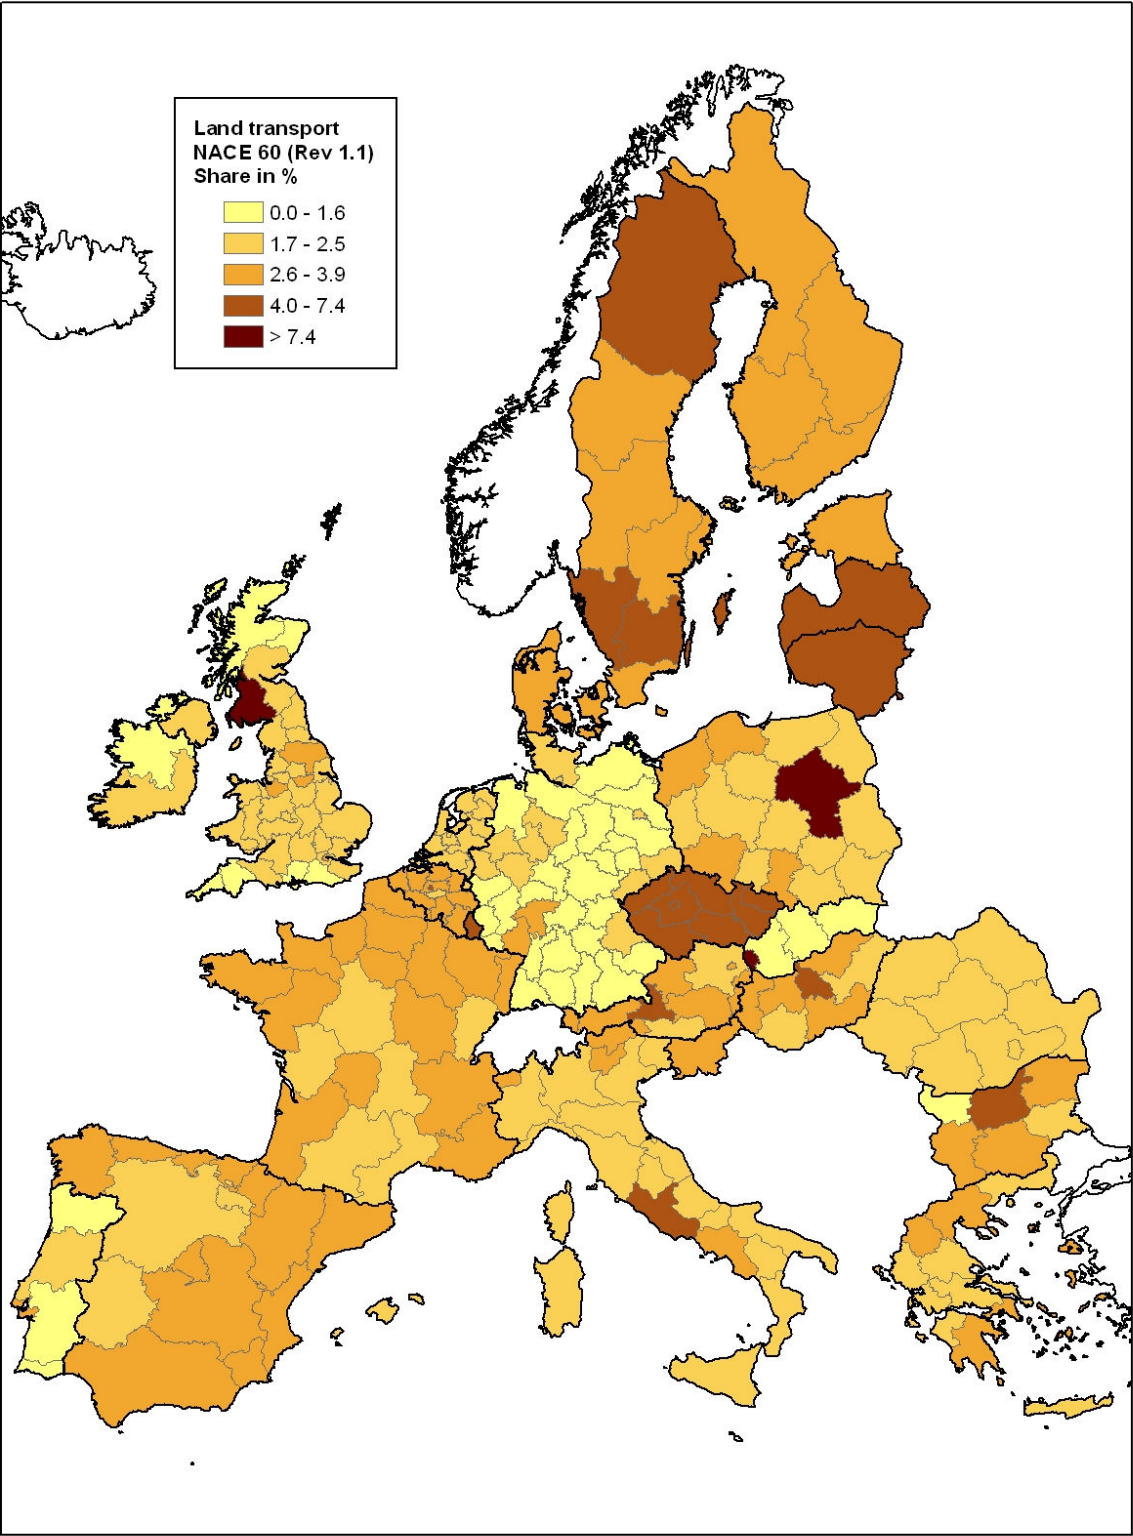 Land transport
NACE 60 (Rev 1.1)
Share in %
0.0 - 1.6
1.7 - 2.5
2.6 - 3.9
4.0 - 7.4
> 7.4